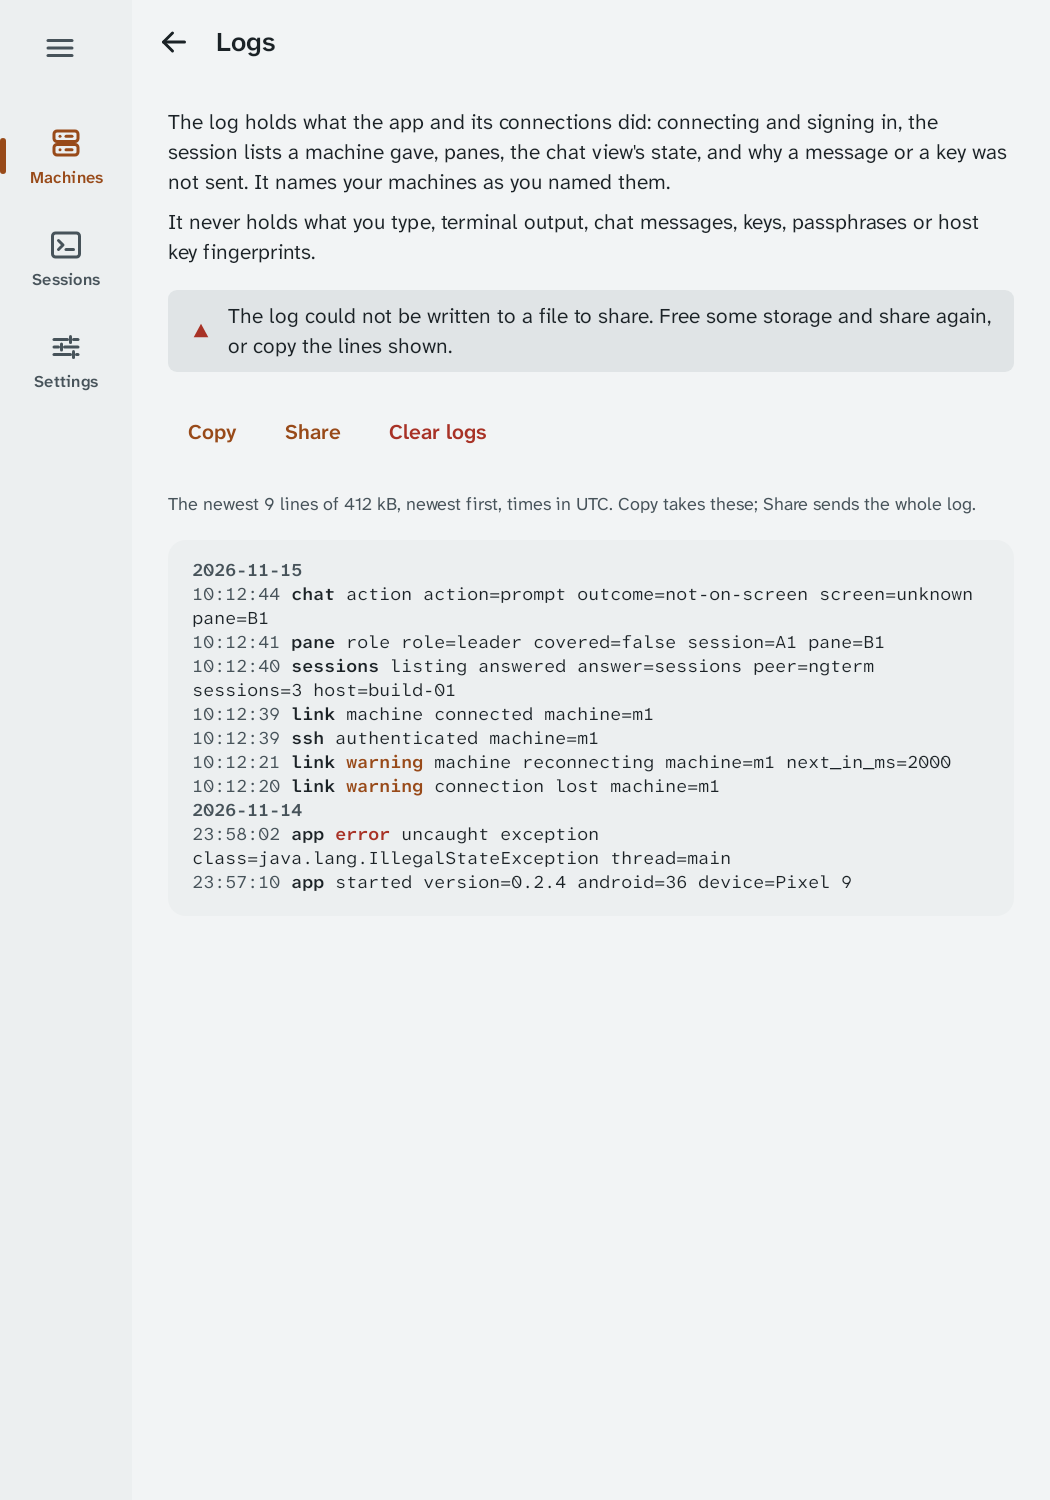 Logs
Machines
Sessions
Settings
The log holds what the app and its connections did: connecting and signing in, the
session lists a machine gave, panes, the chat view's state, and why a message or a key was
not sent. It names your machines as you named them.
It never holds what you type, terminal output, chat messages, keys, passphrases or host
key fingerprints.
The log could not be written to a file to share. Free some storage and share again,
or copy the lines shown.
Copy Share Clear logs
The newest 9 lines of 412 kB, newest first, times in UTC. Copy takes these; Share sends the whole log.
2026-11-15
10:12:44 chat action action=prompt outcome=not-on-screen screen=unknown
pane=B1
10:12:41 pane role role=leader covered=false session=A1 pane=B1
10:12:40 sessions listing answered answer=sessions peer=ngterm
sessions=3 host=build-01
10:12:39 link machine connected machine=m1
10:12:39 ssh authenticated machine=m1
10:12:21 link warning machine reconnecting machine=m1 next_in_ms=2000
10:12:20 link warning connection lost machine=m1
2026-11-14
23:58:02 app error uncaught exception
class=java.lang.IllegalStateException thread=main
23:57:10 app started version=0.2.4 android=36 device=Pixel 9